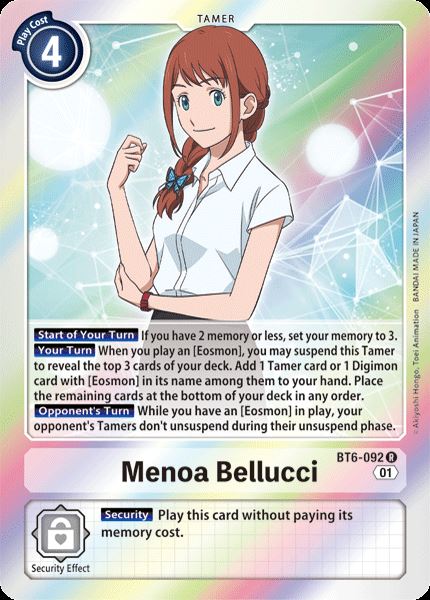 TAMER
Play Cost
4
Start of Your Turn If you have 2 memory or less, set your memory to 3.
Your Turn When you play an [Eosmon], you may suspend this Tamer
to reveal the top 3 cards of your deck. Add 1 Tamer card or 1 Digimon
card with [Eosmon] in its name among them to your hand. Place
the remaining cards at the bottom of your deck in any order.
Opponent's Turn While you have an [Eosmon] in play, your
opponent's Tamers don't unsuspend during their unsuspend phase.
©Akiyoshi Hongo, Toei Animation BANDAI MADE IN JAPAN
Menoa Bellucci
BT6-092 R
01
Security Play this card without paying its
memory cost.
Security Effect